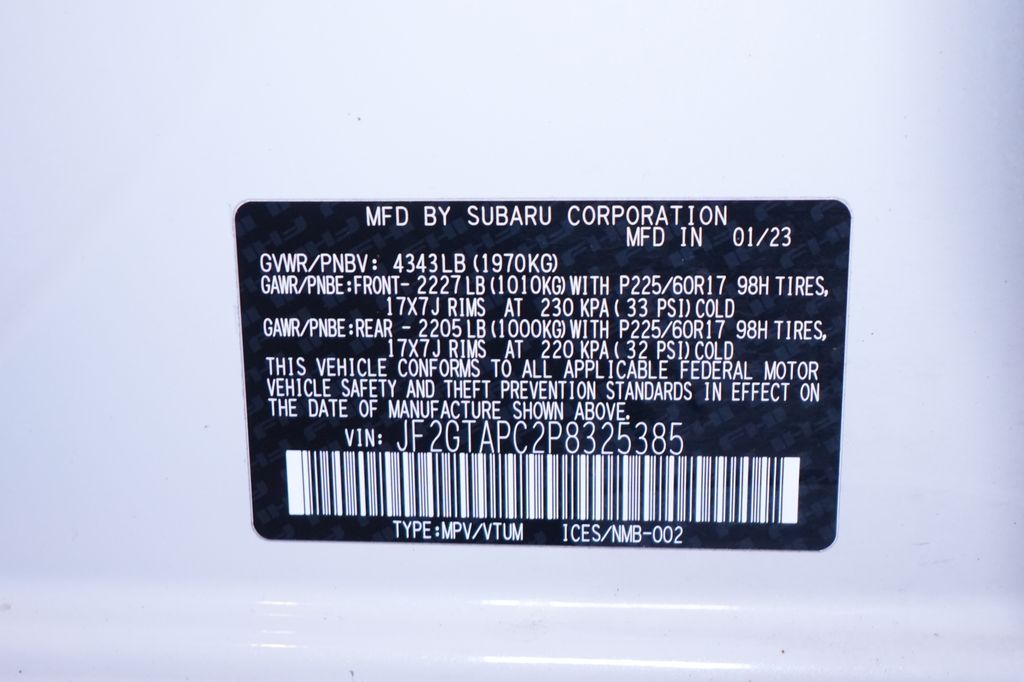 MFD BY SUBARU CORPORATION
MFD IN 01/23
GVWR/PNBV: 4343LB (1970KG)
GAWR/PNBE:FRONT- 2227LB (1010KG) WITH P225/60R17 98H TIRES,
17X7J RIMS AT 230 KPA ( 33 PSI) COLD
GAWR/PNBE:REAR - 2205LB (1000KG) WITH P225/60R17 98H TIRES,
17X7J RIMS AT 220 KPA ( 32 PSI) COLD
THIS VEHICLE CONFORMS TO ALL APPLICABLE FEDERAL MOTOR
VEHICLE SAFETY AND THEFT PREVENTION STANDARDS IN EFFECT ON
THE DATE OF MANUFACTURE SHOWN ABOVE.
VIN: JF2GTAPC2P8325385
TYPE:MPV/VTUM ICES/NMB-002